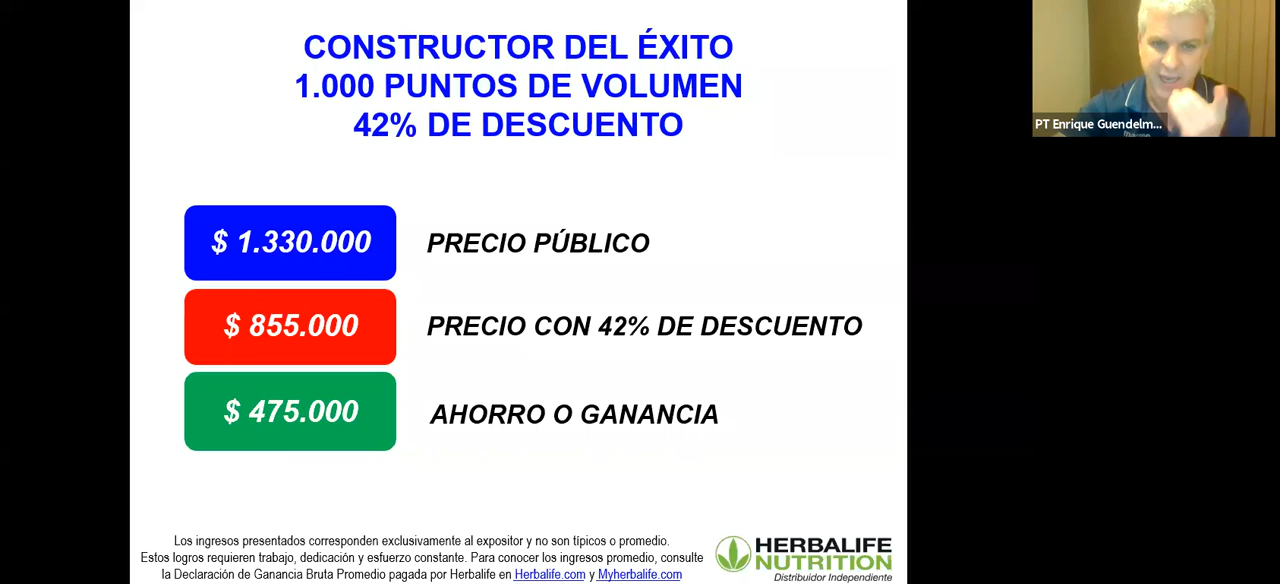 CONSTRUCTOR DEL ÉXITO
1.000 PUNTOS DE VOLUMEN
42% DE DESCUENTO
PT Enrique Guendelm...
$ 1.330.000 PRECIO PÚBLICO
$ 855.000 PRECIO CON 42% DE DESCUENTO
$ 475.000 AHORRO O GANANCIA
Los ingresos presentados corresponden exclusivamente al expositor y no son típicos o promedio.
Estos logros requieren trabajo, dedicación y esfuerzo constante. Para conocer los ingresos promedio, consulte
la Declaración de Ganancia Bruta Promedio pagada por Herbalife en Herbalife.com y Myherbalife.com
HERBALIFE
NUTRITION
Distribuidor Independiente